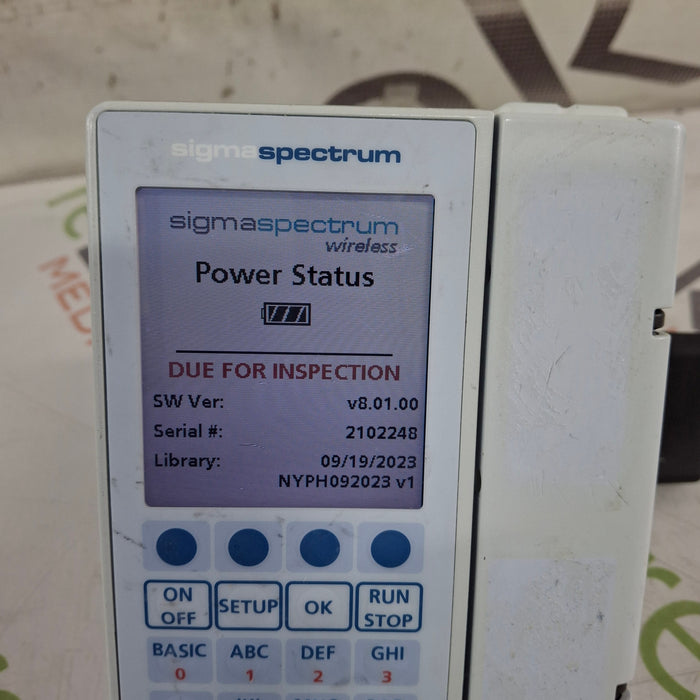 sigmaspectrum
sigmaspectrum
wireless
Power Status
DUE FOR INSPECTION
SW Ver: v8.01.00
Serial #: 2102248
Library: 09/19/2023
NYPH092023 v1
ON OFF
SETUP
OK
RUN STOP
BASIC ABC DEF GHI
0 1 2 3